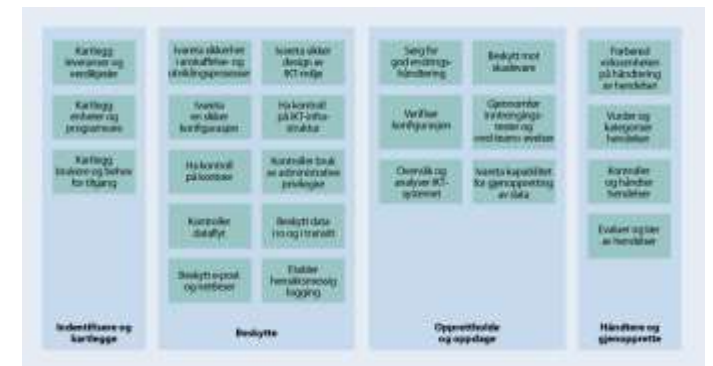 Kartlegg
leveranser og
verdikjeder
Kartlegg
enheter og
programvare
Kartlegg
brukere og behov
for tilgang
Indentifisere og
kartlegge
Ivareta sikkerhet
i anskaffelse- og
utviklingsprosesser
Ivareta sikker
design av
IKT-miljø
Ivareta
en sikker
konfigurasjon
Ha kontroll
på IKT-infra-
struktur
Ha kontroll
på kontoer
Kontroller bruk
av administrative
privilegier
Kontroller
dataflyt
Beskytt data
i ro og i transitt
Beskytt e-post
og nettleser
Etabler
hensiktsmessig
logging
Beskytte
Sørg for
god endrings-
håndtering
Beskytt mot
skadevare
Verifiser
konfigurasjon
Gjennomfør
inntrengings-
tester og
«red-team»-øvelser
Overvåk og
analyser IKT-
systemet
Ivareta kapabilitet
for gjenoppretting
av data
Opprettholde
og oppdage
Forbered
virksomheten
på håndtering
av hendelser
Vurder og
kategoriser
hendelser
Kontroller
og håndter
hendelser
Evaluer og lær
av hendelser
Håndtere og
gjenopprette